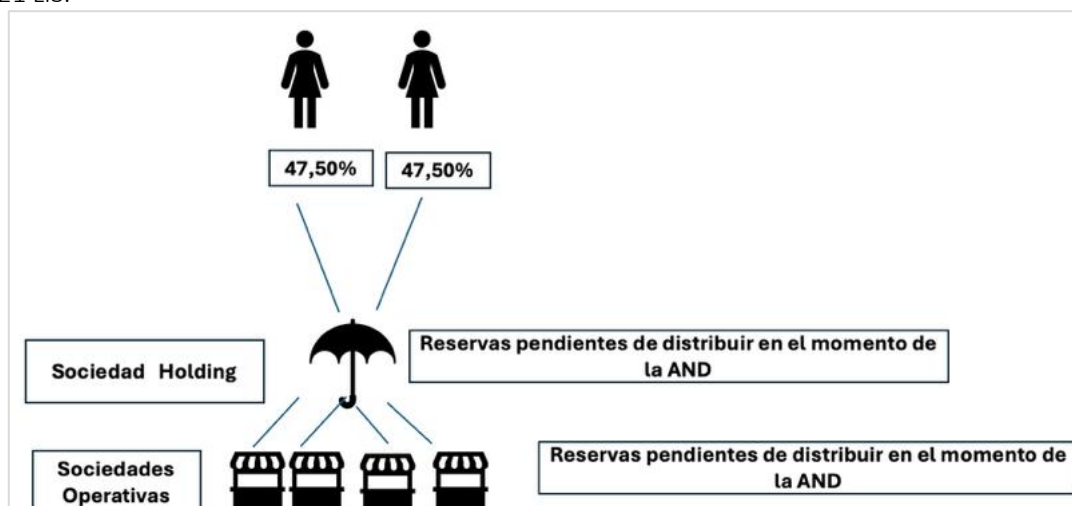 47,50% 47,50%
Reservas pendientes de distribuir en el momento de
la AND
Sociedad Holding
Reservas pendientes de distribuir en el momento de
la AND
Sociedades
Operativas